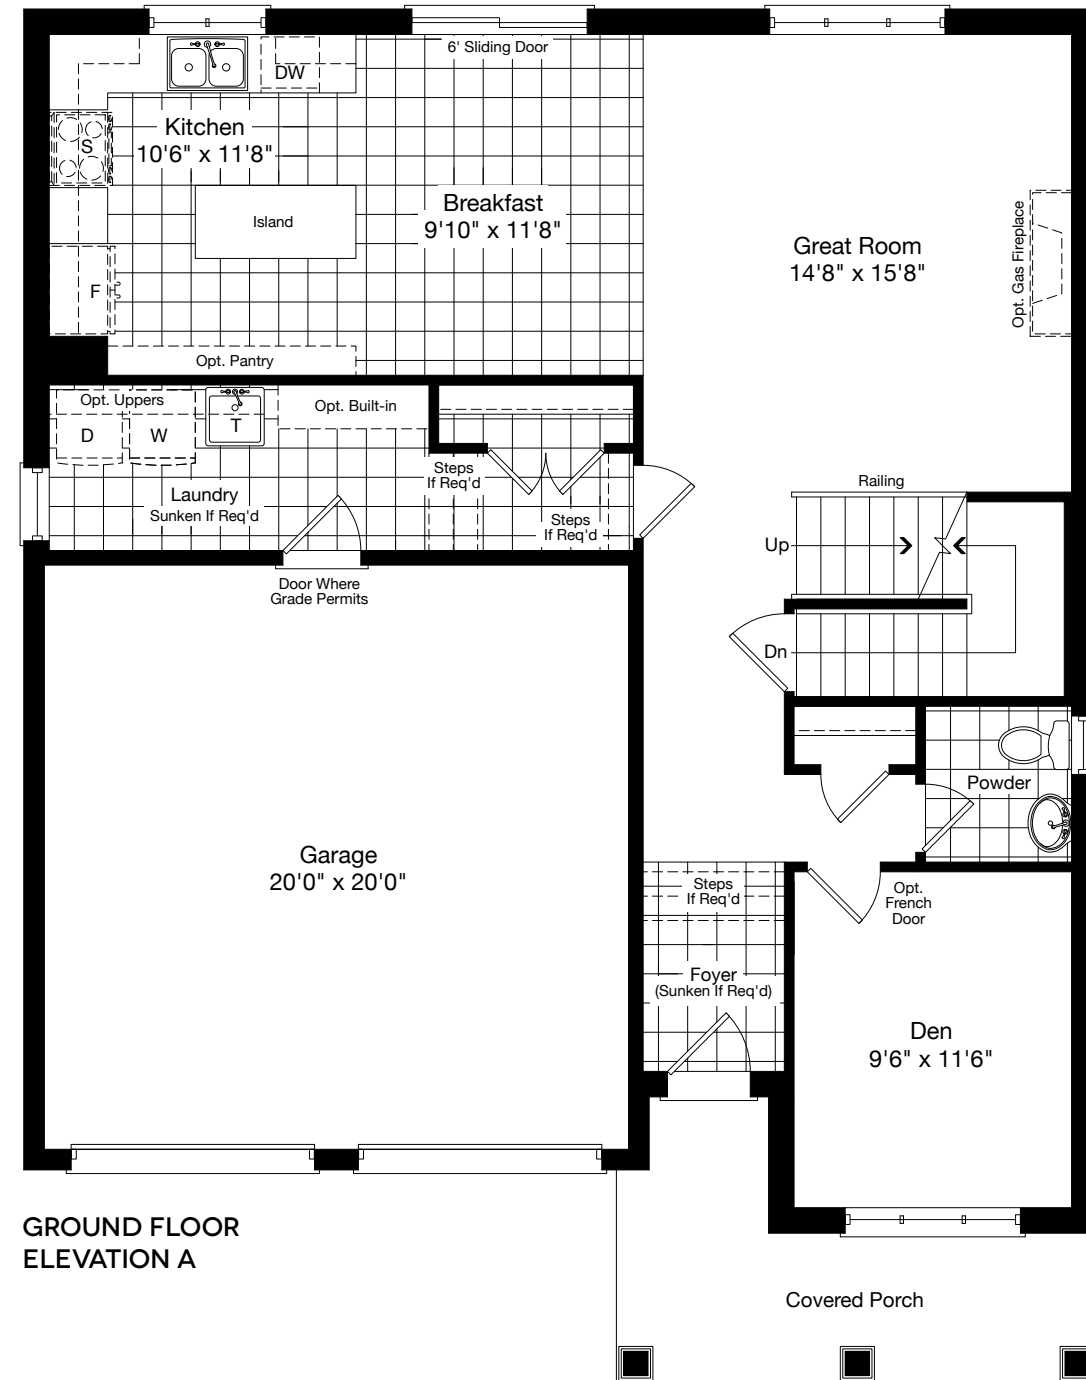 6' Sliding Door
DW
Kitchen
10'6" x 11'8"
S
Island
Breakfast
9'10" x 11'8"
Great Room
14'8" x 15'8"
Opt. Gas Fireplace
F
Opt. Pantry
Opt. Uppers
D
W
T
Opt. Built-in
Laundry
Sunken If Req'd
Steps
If Req'd
Steps
If Req'd
Railing
Up
Dn
Door Where
Grade Permits
Powder
Garage
20'0" x 20'0"
Steps
If Req'd
Opt.
French
Door
Foyer
(Sunken If Req'd)
Den
9'6" x 11'6"
GROUND FLOOR
ELEVATION A
Covered Porch